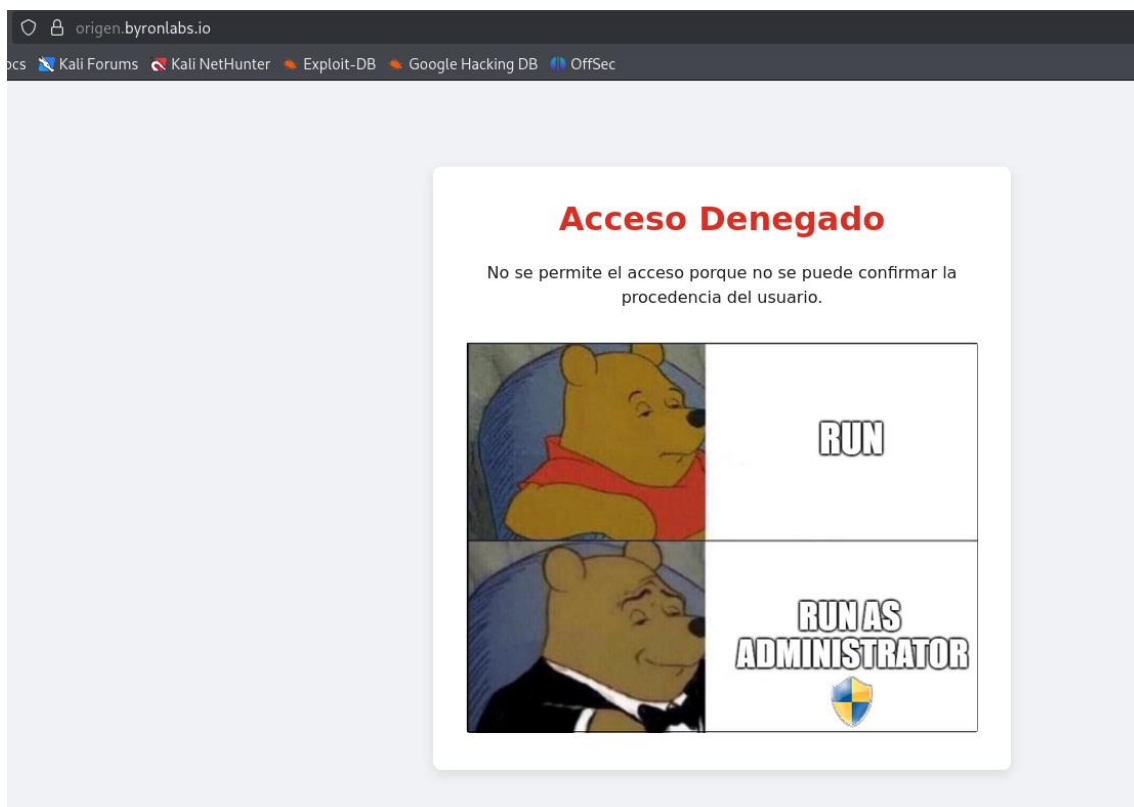 origen.byronlabs.io
ocs Kali Forums Kali NetHunter Exploit-DB Google Hacking DB OffSec
Acceso Denegado
No se permite el acceso porque no se puede confirmar la
procedencia del usuario.
RUN
RUN AS
ADMINISTRATOR